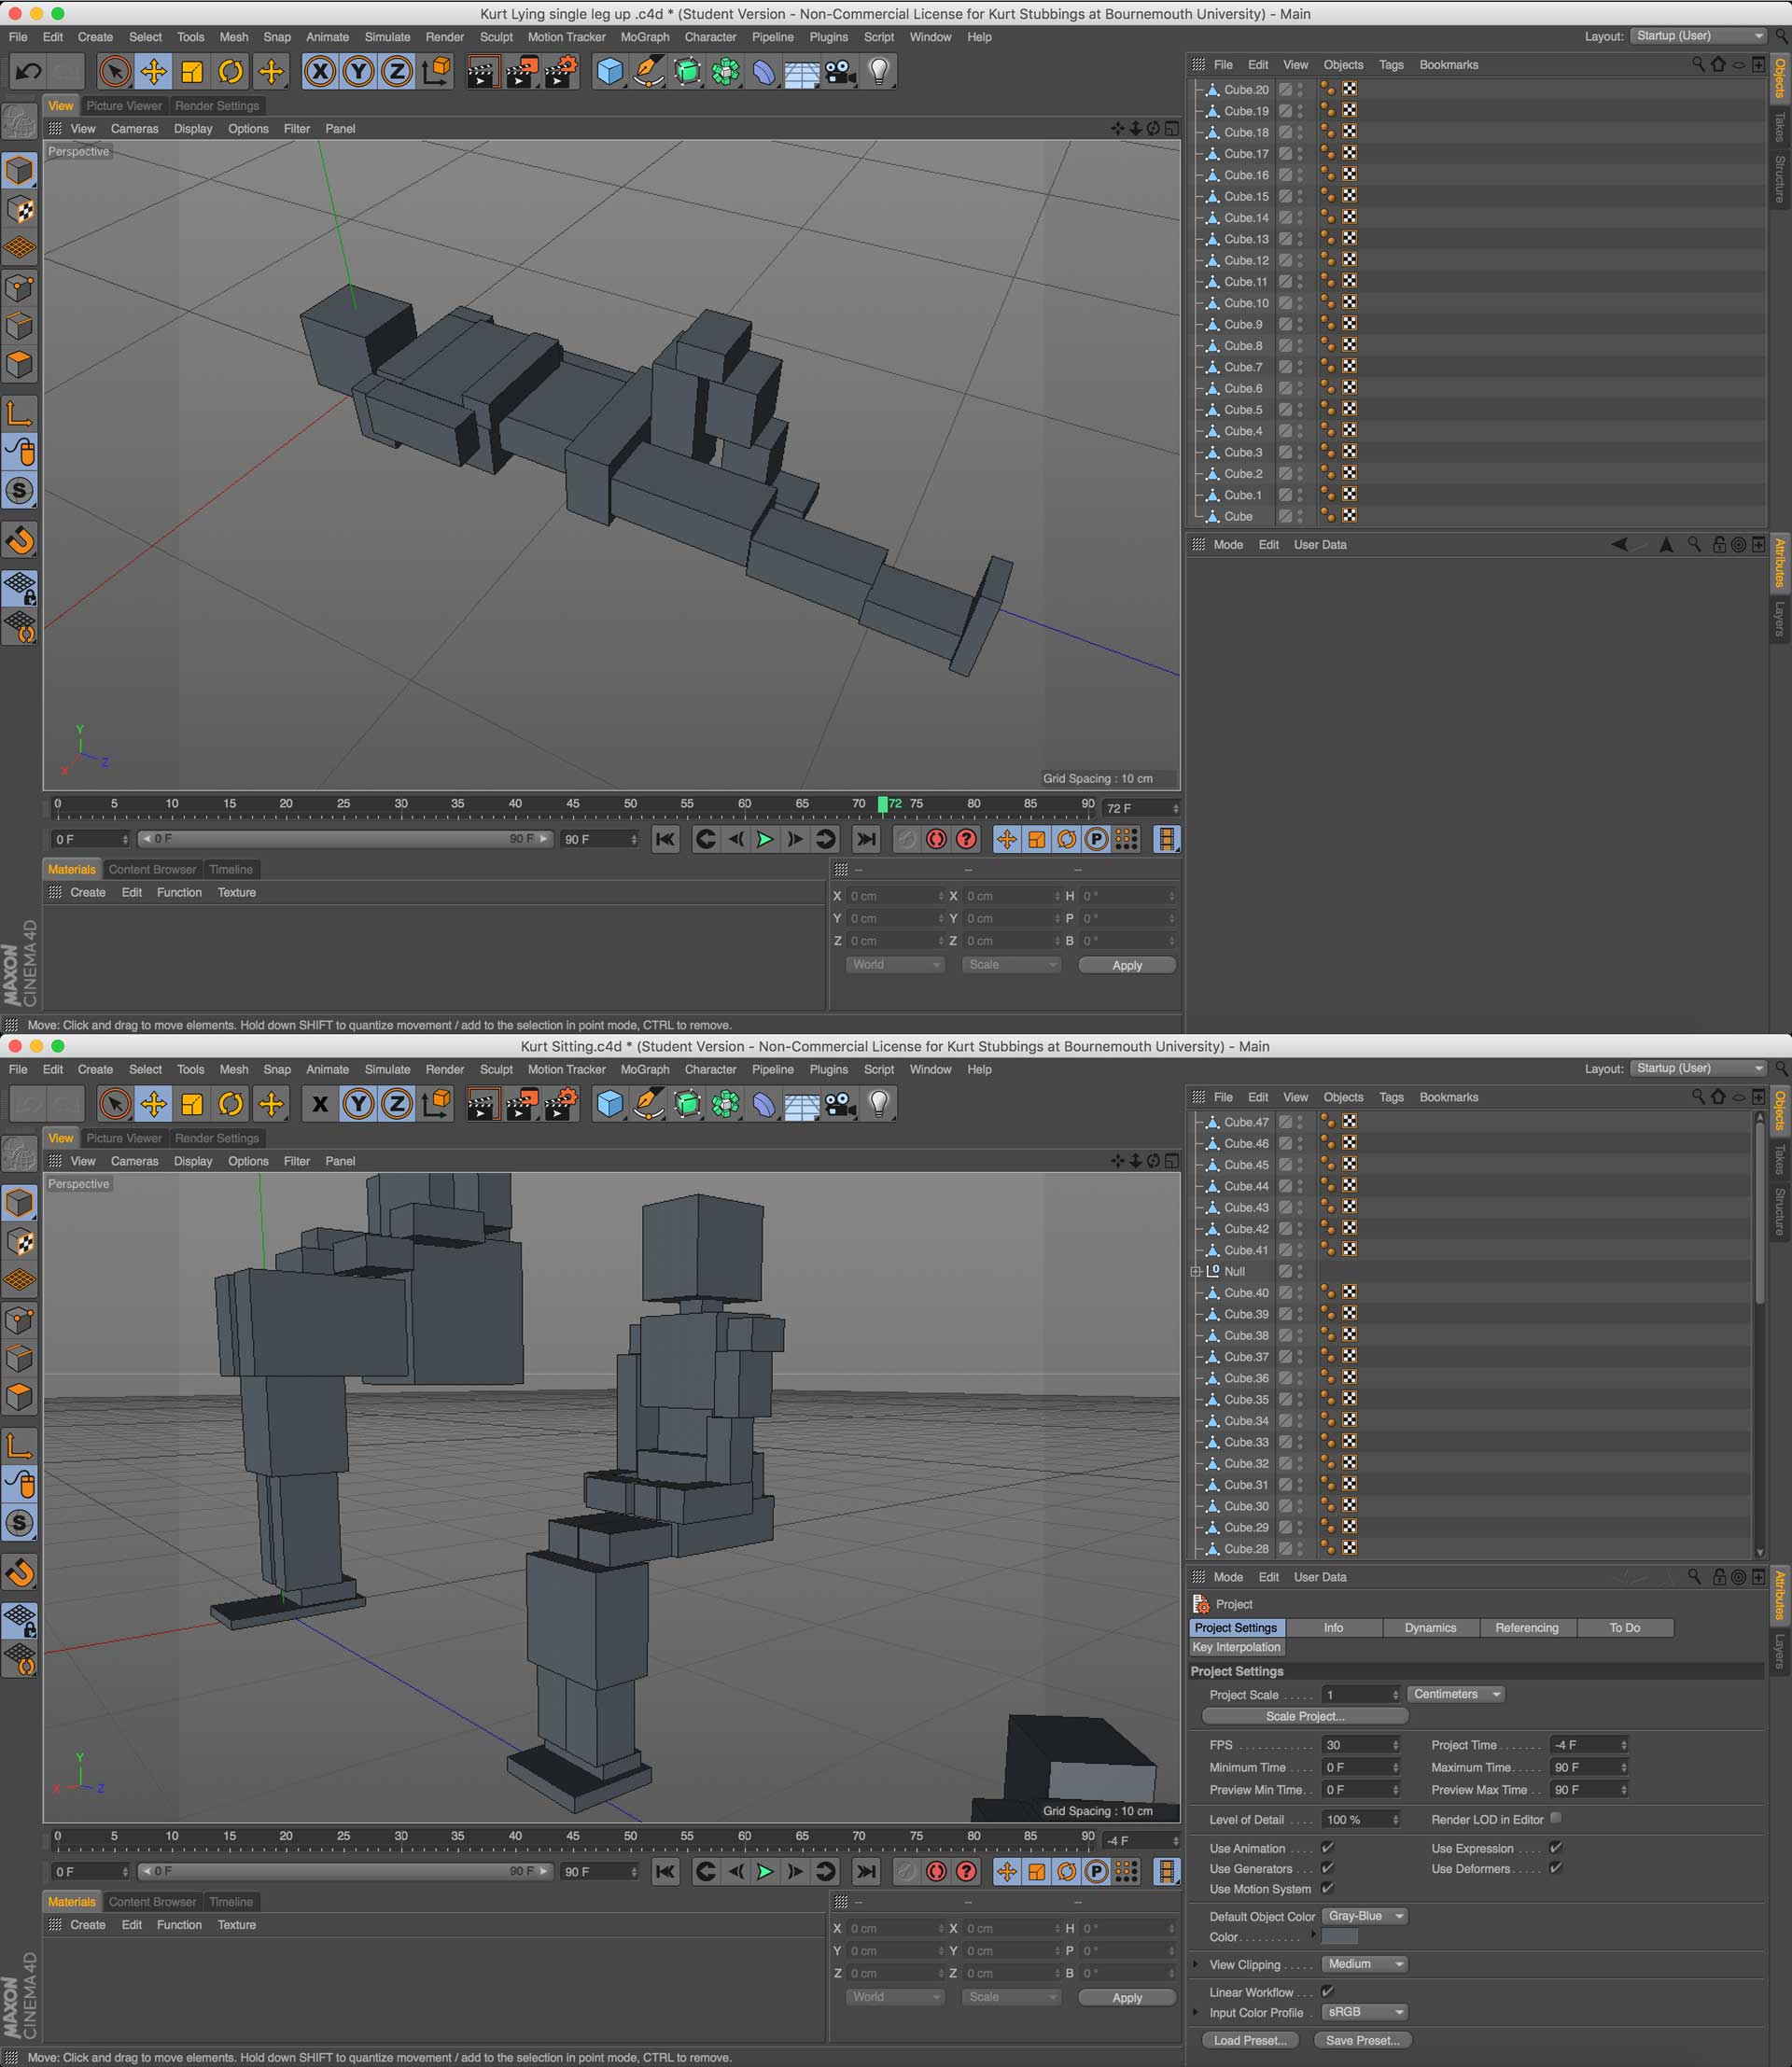 Kurt Lying single leg up .c4d * (Student Version - Non-Commercial License for Kurt Stubbings at Bournemouth University) - Main
File Edit Create Select Tools Mesh Snap Animate Simulate Render Sculpt Motion Tracker MoGraph Character Pipeline Plugins Script Window Help Layout: Startup (User)
X Y Z
File Edit View Objects Tags Bookmarks
View Picture Viewer Render Settings
View Cameras Display Options Filter Panel
Perspective
Cube.20
Cube.19
Cube.18
Cube.17
Cube.16
Cube.15
Cube.14
Cube.13
Cube.12
Cube.11
Cube.10
Cube.9
Cube.8
Cube.7
Cube.6
Cube.5
Cube.4
Cube.3
Cube.2
Cube.1
Cube
Objects
Takes
Structure
S
Mode Edit User Data
Attributes
Layers
Y
X
Z
Grid Spacing : 10 cm
0 5 10 15 20 25 30 35 40 45 50 55 60 65 70 72 75 80 85 90 72 F
0 F 0 F 90 F 90 F ? P
Materials Content Browser Timeline -- -- --
Create Edit Function Texture
X 0 cm X 0 cm H 0 °
Y 0 cm Y 0 cm P 0 °
Z 0 cm Z 0 cm B 0 °
World Scale Apply
MAXON
CINEMA 4D
Move: Click and drag to move elements. Hold down SHIFT to quantize movement / add to the selection in point mode, CTRL to remove.
Kurt Sitting.c4d * (Student Version - Non-Commercial License for Kurt Stubbings at Bournemouth University) - Main
File Edit Create Select Tools Mesh Snap Animate Simulate Render Sculpt Motion Tracker MoGraph Character Pipeline Plugins Script Window Help Layout: Startup (User)
X Y Z
File Edit View Objects Tags Bookmarks
View Picture Viewer Render Settings
View Cameras Display Options Filter Panel
Perspective
Cube.47
Cube.46
Cube.45
Cube.44
Cube.43
Cube.42
Cube.41
Null
Cube.40
Cube.39
Cube.38
Cube.37
Cube.36
Cube.35
Cube.34
Cube.33
Cube.32
Cube.31
Cube.30
Cube.29
Cube.28
Objects
Takes
Structure
S
Mode Edit User Data
Attributes
Layers
Project
Project Settings Info Dynamics Referencing To Do
Key Interpolation
Project Settings
Project Scale ..... 1 Centimeters
Scale Project...
FPS ............ 30 Project Time ....... -4 F
Minimum Time .... 0 F Maximum Time..... 90 F
Preview Min Time.. 0 F Preview Max Time .. 90 F
Level of Detail ..... 100 % Render LOD in Editor
Use Animation .... Use Expression ....
Use Generators ... Use Deformers .....
Use Motion System
Default Object Color Gray-Blue
Color..........
View Clipping ..... Medium
Linear Workflow ...
Input Color Profile . sRGB
Load Preset... Save Preset...
Y
X
Z
Grid Spacing : 10 cm
0 5 10 15 20 25 30 35 40 45 50 55 60 65 70 75 80 85 90 -4 F
0 F 0 F 90 F 90 F ? P
Materials Content Browser Timeline -- -- --
Create Edit Function Texture
X 0 cm X 0 cm H 0 °
Y 0 cm Y 0 cm P 0 °
Z 0 cm Z 0 cm B 0 °
World Scale Apply
MAXON
CINEMA 4D
Move: Click and drag to move elements. Hold down SHIFT to quantize movement / add to the selection in point mode, CTRL to remove.